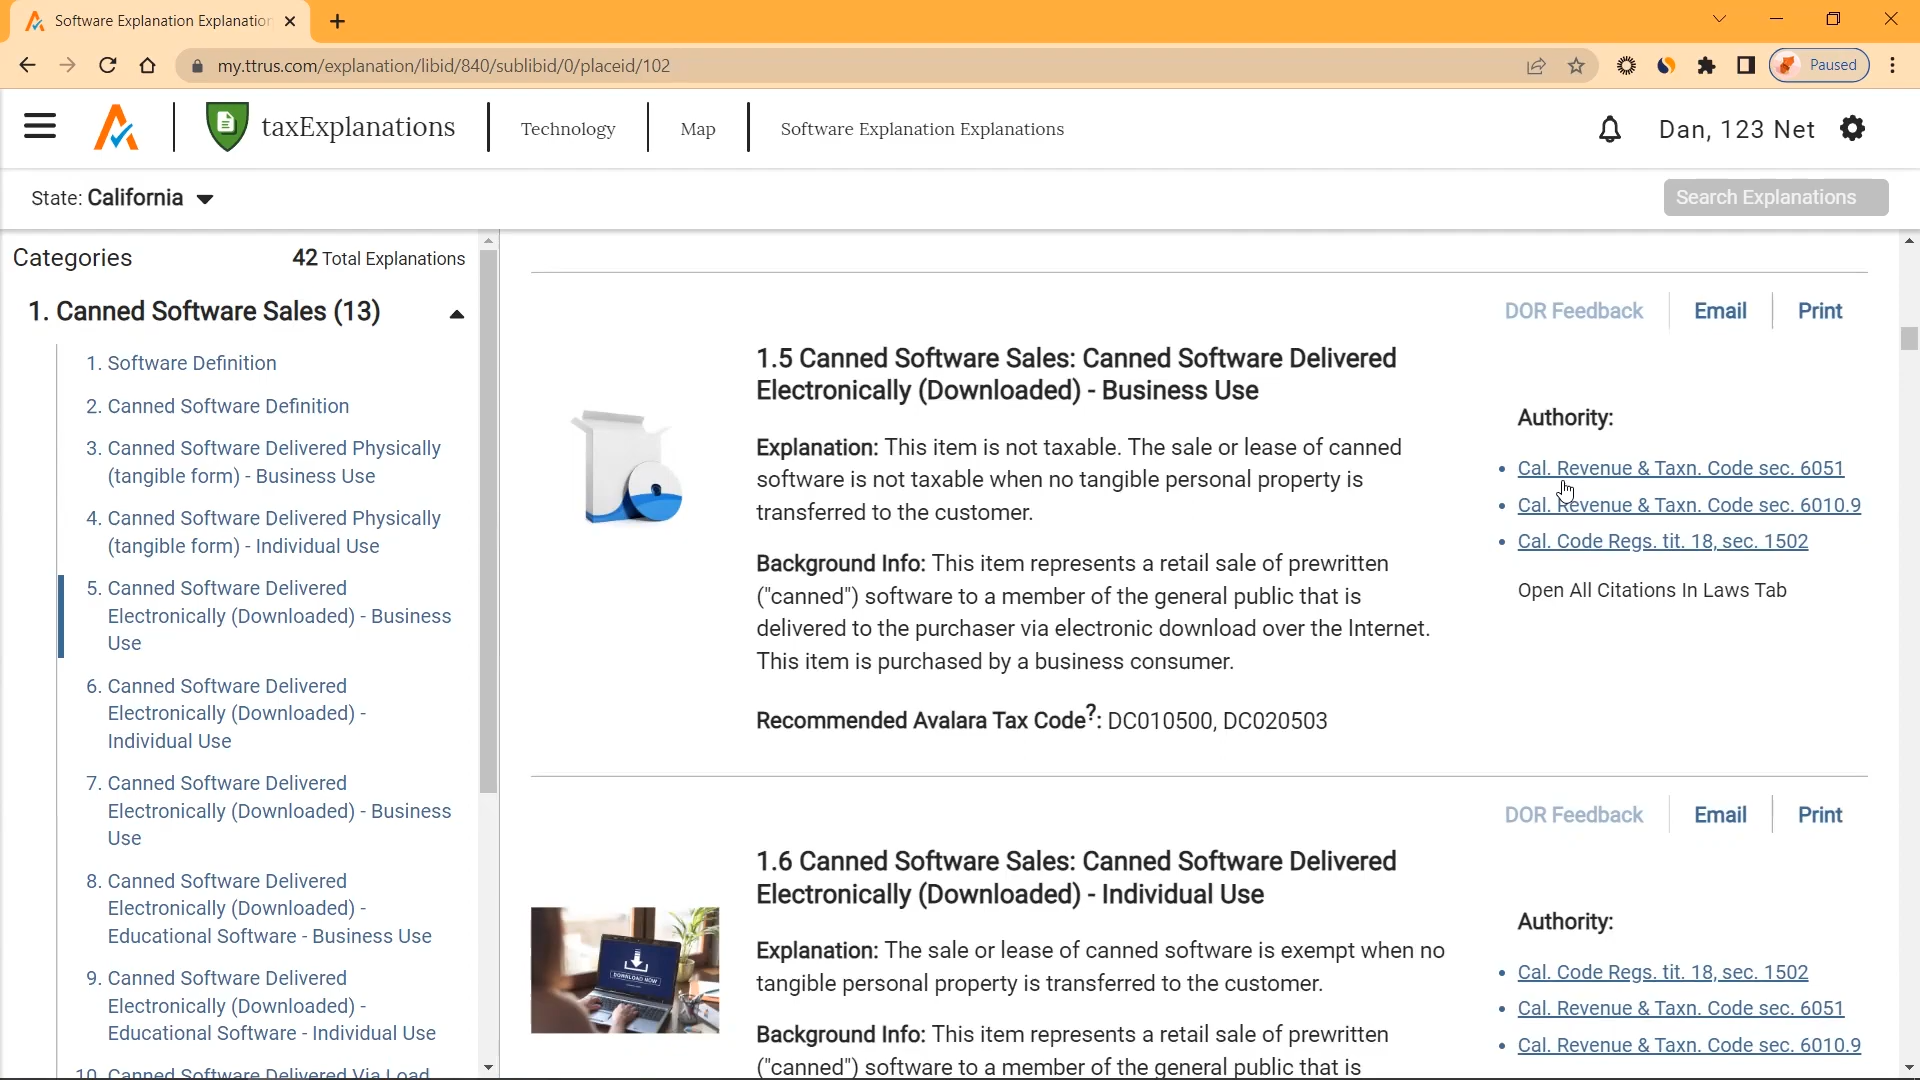 Software Explanation Explanation
my.ttrus.com/explanation/libid/840/sublibid/0/placeid/102
Paused
taxExplanations
Technology
Map
Software Explanation Explanations
Dan, 123 Net
State: California
Search Explanations
Categories
42 Total Explanations
1. Canned Software Sales (13)
1. Software Definition
2. Canned Software Definition
3. Canned Software Delivered Physically
(tangible form) - Business Use
4. Canned Software Delivered Physically
(tangible form) - Individual Use
5. Canned Software Delivered
Electronically (Downloaded) - Business
Use
6. Canned Software Delivered
Electronically (Downloaded) -
Individual Use
7. Canned Software Delivered
Electronically (Downloaded) - Business
Use
8. Canned Software Delivered
Electronically (Downloaded) -
Educational Software - Business Use
9. Canned Software Delivered
Electronically (Downloaded) -
Educational Software - Individual Use
10. Canned Software Delivered Via Load
DOR Feedback
Email
Print
1.5 Canned Software Sales: Canned Software Delivered
Electronically (Downloaded) - Business Use
Explanation: This item is not taxable. The sale or lease of canned
software is not taxable when no tangible personal property is
transferred to the customer.
Background Info: This item represents a retail sale of prewritten
("canned") software to a member of the general public that is
delivered to the purchaser via electronic download over the Internet.
This item is purchased by a business consumer.
Recommended Avalara Tax Code?: DC010500, DC020503
Authority:
• Cal. Revenue & Taxn. Code sec. 6051
• Cal. Revenue & Taxn. Code sec. 6010.9
• Cal. Code Regs. tit. 18, sec. 1502
Open All Citations In Laws Tab
DOR Feedback
Email
Print
1.6 Canned Software Sales: Canned Software Delivered
Electronically (Downloaded) - Individual Use
DOWNLOAD NOW
Explanation: The sale or lease of canned software is exempt when no
tangible personal property is transferred to the customer.
Background Info: This item represents a retail sale of prewritten
("canned") software to a member of the general public that is
Authority:
• Cal. Code Regs. tit. 18, sec. 1502
• Cal. Revenue & Taxn. Code sec. 6051
• Cal. Revenue & Taxn. Code sec. 6010.9